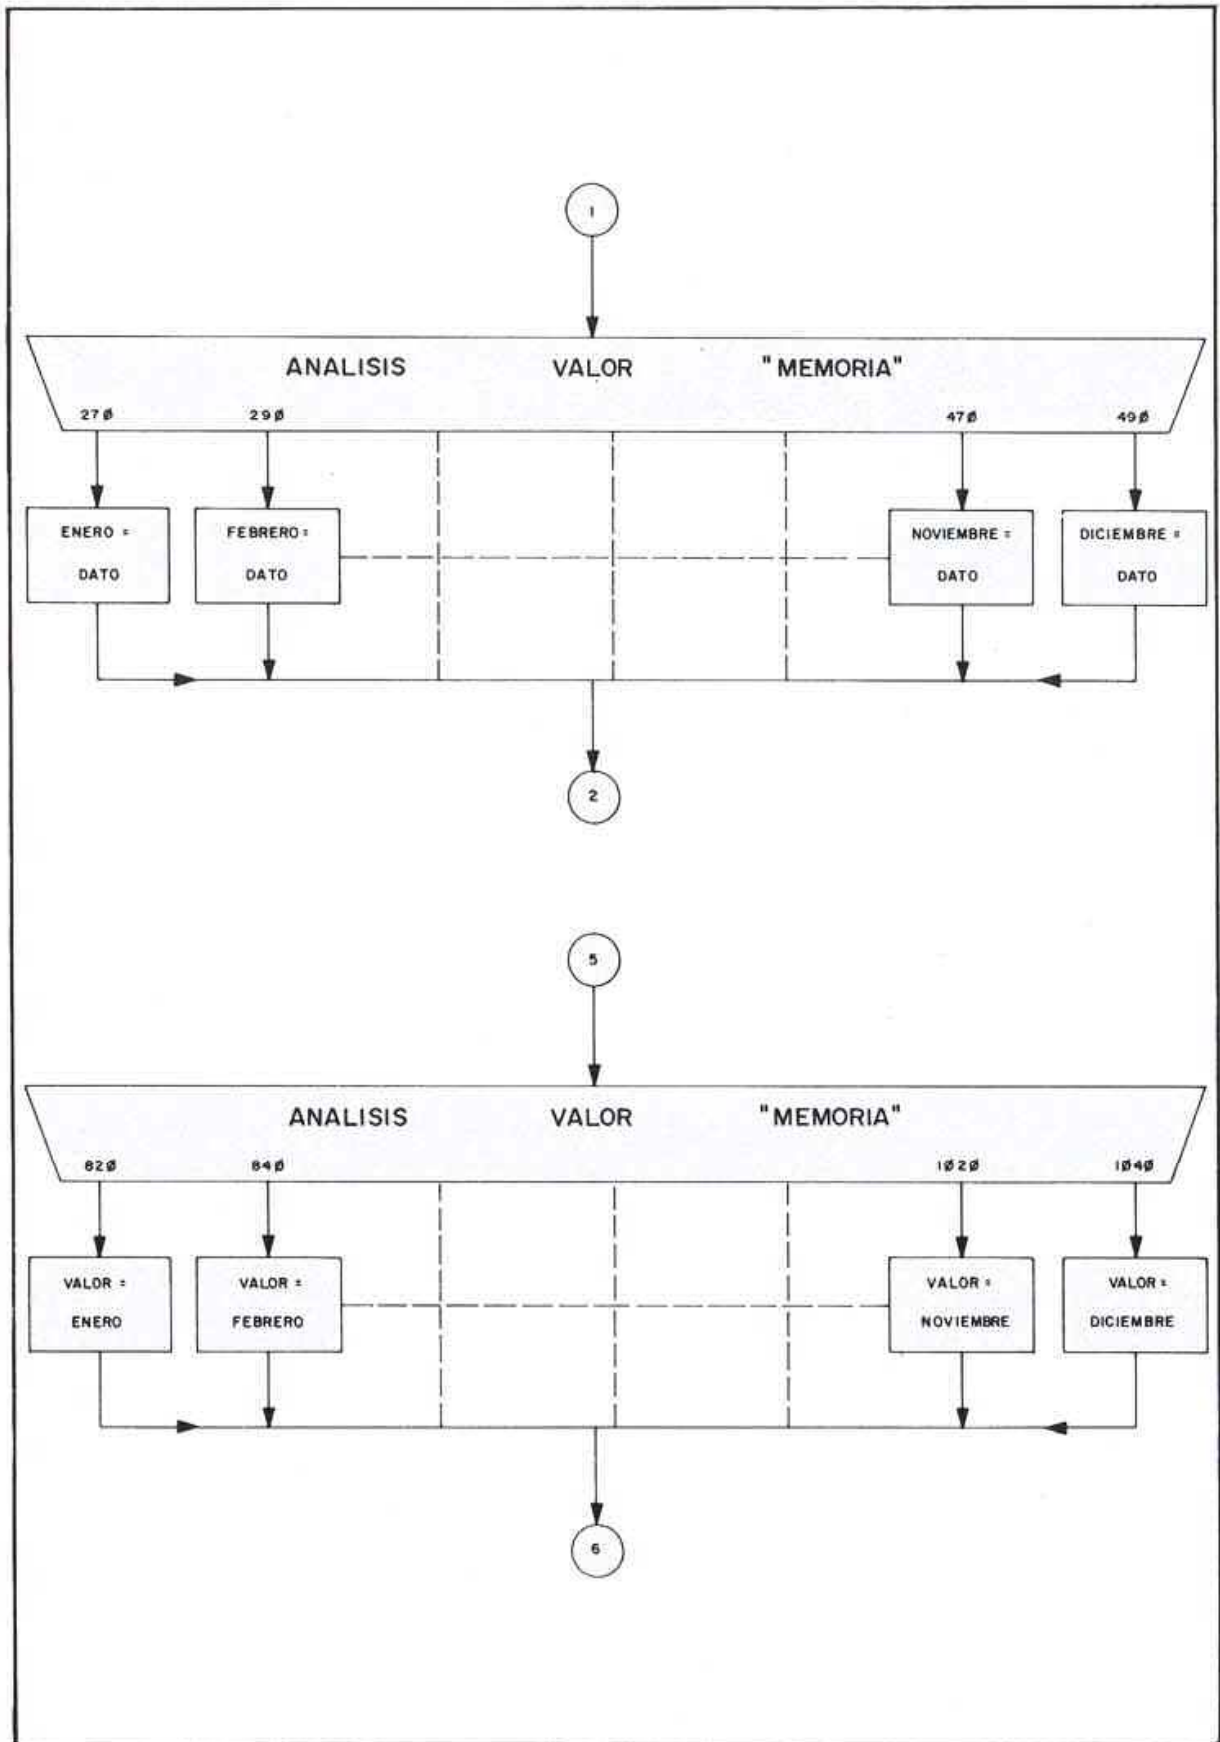 1
ANALISIS VALOR "MEMORIA"
27Ø 29Ø 47Ø 49Ø
ENERO = FEBRERO = NOVIEMBRE = DICIEMBRE =
DATO DATO DATO DATO
2
5
ANALISIS VALOR "MEMORIA"
82Ø 84Ø 1Ø2Ø 1Ø4Ø
VALOR = VALOR = VALOR = VALOR =
ENERO FEBRERO NOVIEMBRE DICIEMBRE
6